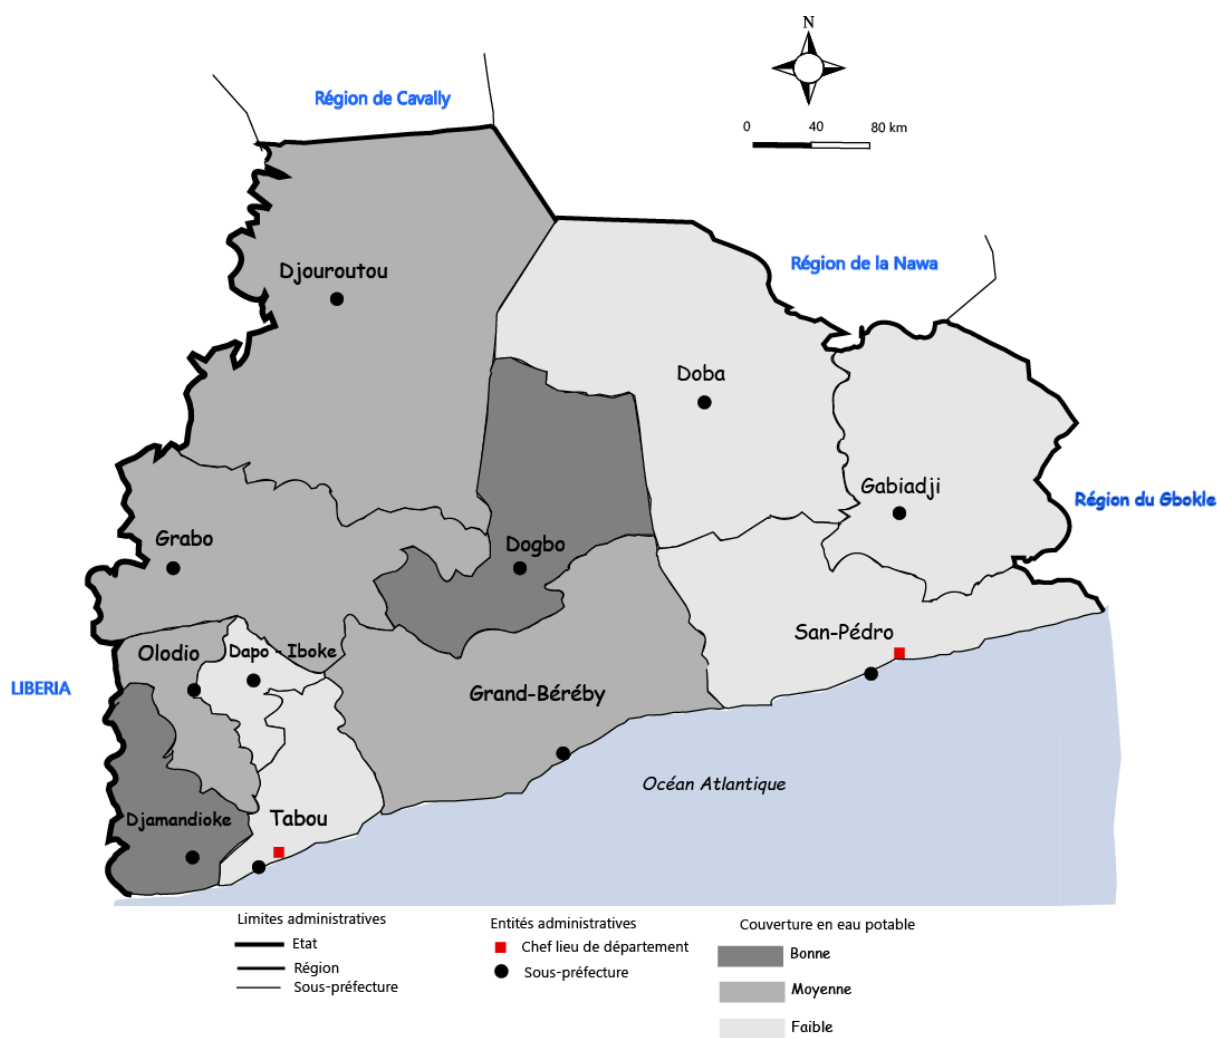 N
0 40 80 km
Région de Cavally
Région de la Nawa
Djouroutou
Doba
Gabiadji
Région du Gbokle
Grabo
Dogbo
San-Pédro
Olodio
Dapo - Iboke
LIBERIA
Grand-Béréby
Océan Atlantique
Djamandioke
Tabou
Limites administratives
Etat
Région
Sous-préfecture
Entités administratives
Chef lieu de département
Sous-préfecture
Couverture en eau potable
Bonne
Moyenne
Faible